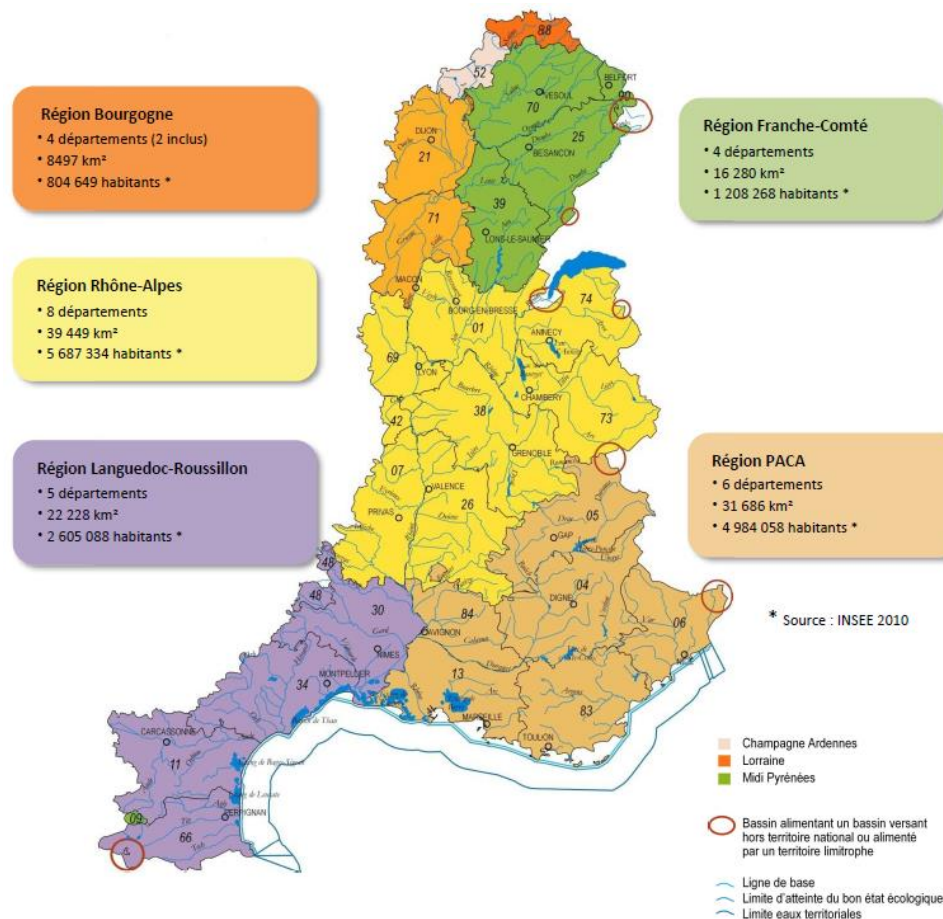 Région Bourgogne
• 4 départements (2 inclus)
• 8497 km²
• 804 649 habitants *
Région Franche-Comté
• 4 départements
• 16 280 km²
• 1 208 268 habitants *
Région Rhône-Alpes
• 8 départements
• 39 449 km²
• 5 687 334 habitants *
Région Languedoc-Roussillon
• 5 départements
• 22 228 km²
• 2 605 088 habitants *
Région PACA
• 6 départements
• 31 686 km²
• 4 984 058 habitants *
* Source : INSEE 2010
88
52
BELFORT
90
70
VESOUL
25
DIJON
21
BESANCON
39
71
LONS-LE-SAUNIER
MACON
BOURG-EN-BRESSE
74
01
ANNECY
69
LYON
CHAMBERY
42
38
73
GRENOBLE
07
VALENCE
PRIVAS
26
05
GAP
48
48
30
84
04
DIGNE
06
AVIGNON
NIMES
34
MONTPELLIER
13
83
MARSEILLE
TOULON
CARCASSONNE
11
09
PERPIGNAN
66
Champagne Ardennes
Lorraine
Midi Pyrénées
Bassin alimentant un bassin versant
hors territoire national ou alimenté
par un territoire limitrophe
Ligne de base
Limite d'atteinte du bon état écologique
Limite eaux territoriales